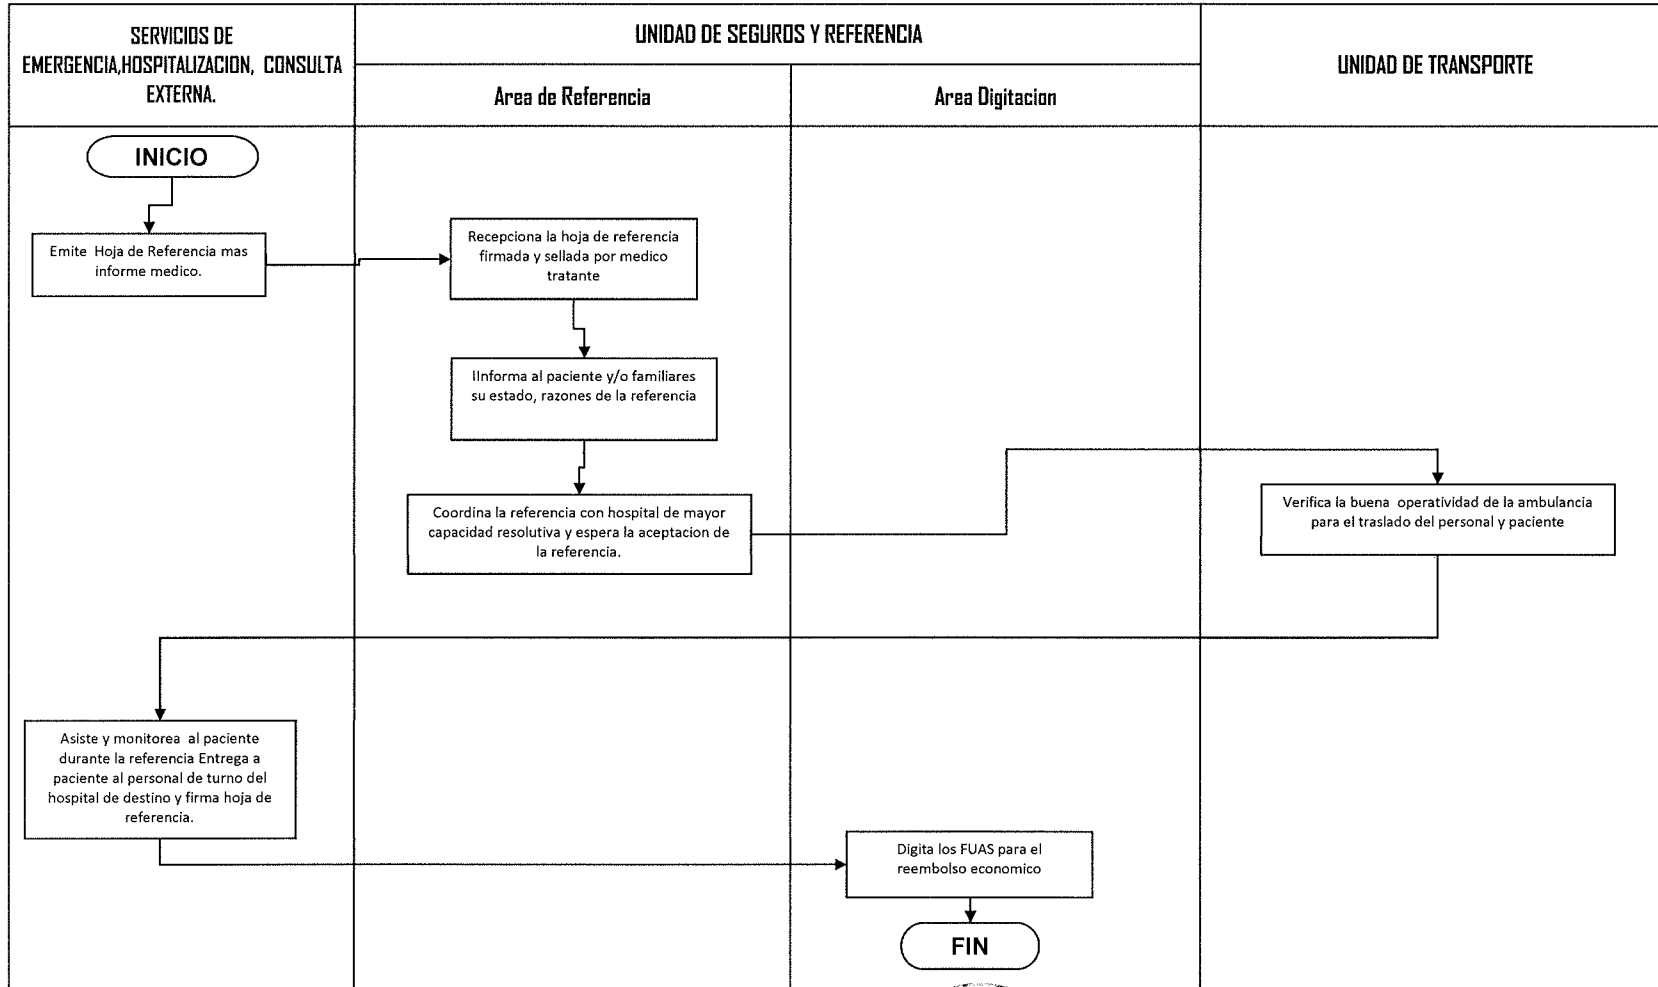 SERVICIOS DE
EMERGENCIA,HOSPITALIZACION, CONSULTA
EXTERNA.
UNIDAD DE SEGUROS Y REFERENCIA
Area de Referencia
Area Digitacion
UNIDAD DE TRANSPORTE
INICIO
Emite Hoja de Referencia mas
informe medico.
Recepciona la hoja de referencia
firmada y sellada por medico
tratante
IInforma al paciente y/o familiares
su estado, razones de la referencia
Coordina la referencia con hospital de mayor
capacidad resolutiva y espera la aceptacion de
la referencia.
Verifica la buena operatividad de la ambulancia
para el traslado del personal y paciente
Asiste y monitorea al paciente
durante la referencia Entrega a
paciente al personal de turno del
hospital de destino y firma hoja de
referencia.
Digita los FUAS para el
reembolso economico
FIN